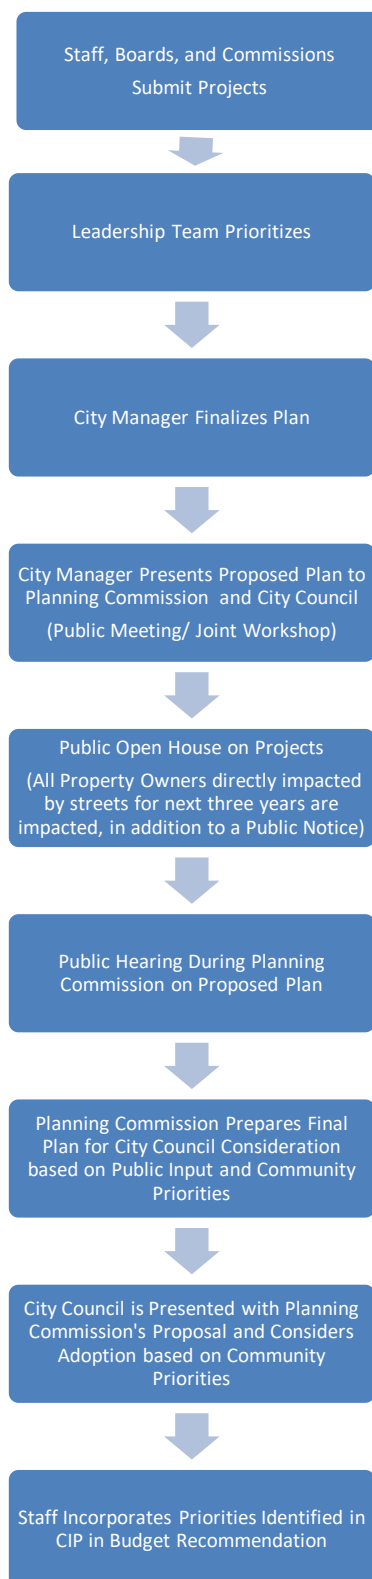 Staff, Boards, and Commissions
Submit Projects
Leadership Team Prioritizes
City Manager Finalizes Plan
City Manager Presents Proposed Plan to
Planning Commission and City Council
(Public Meeting/ Joint Workshop)
Public Open House on Projects
(All Property Owners directly impacted
by streets for next three years are
impacted, in addition to a Public Notice)
Public Hearing During Planning
Commission on Proposed Plan
Planning Commission Prepares Final
Plan for City Council Consideration
based on Public Input and Community
Priorities
City Council is Presented with Planning
Commission's Proposal and Considers
Adoption based on Community
Priorities
Staff Incorporates Priorities Identified in
CIP in Budget Recommendation